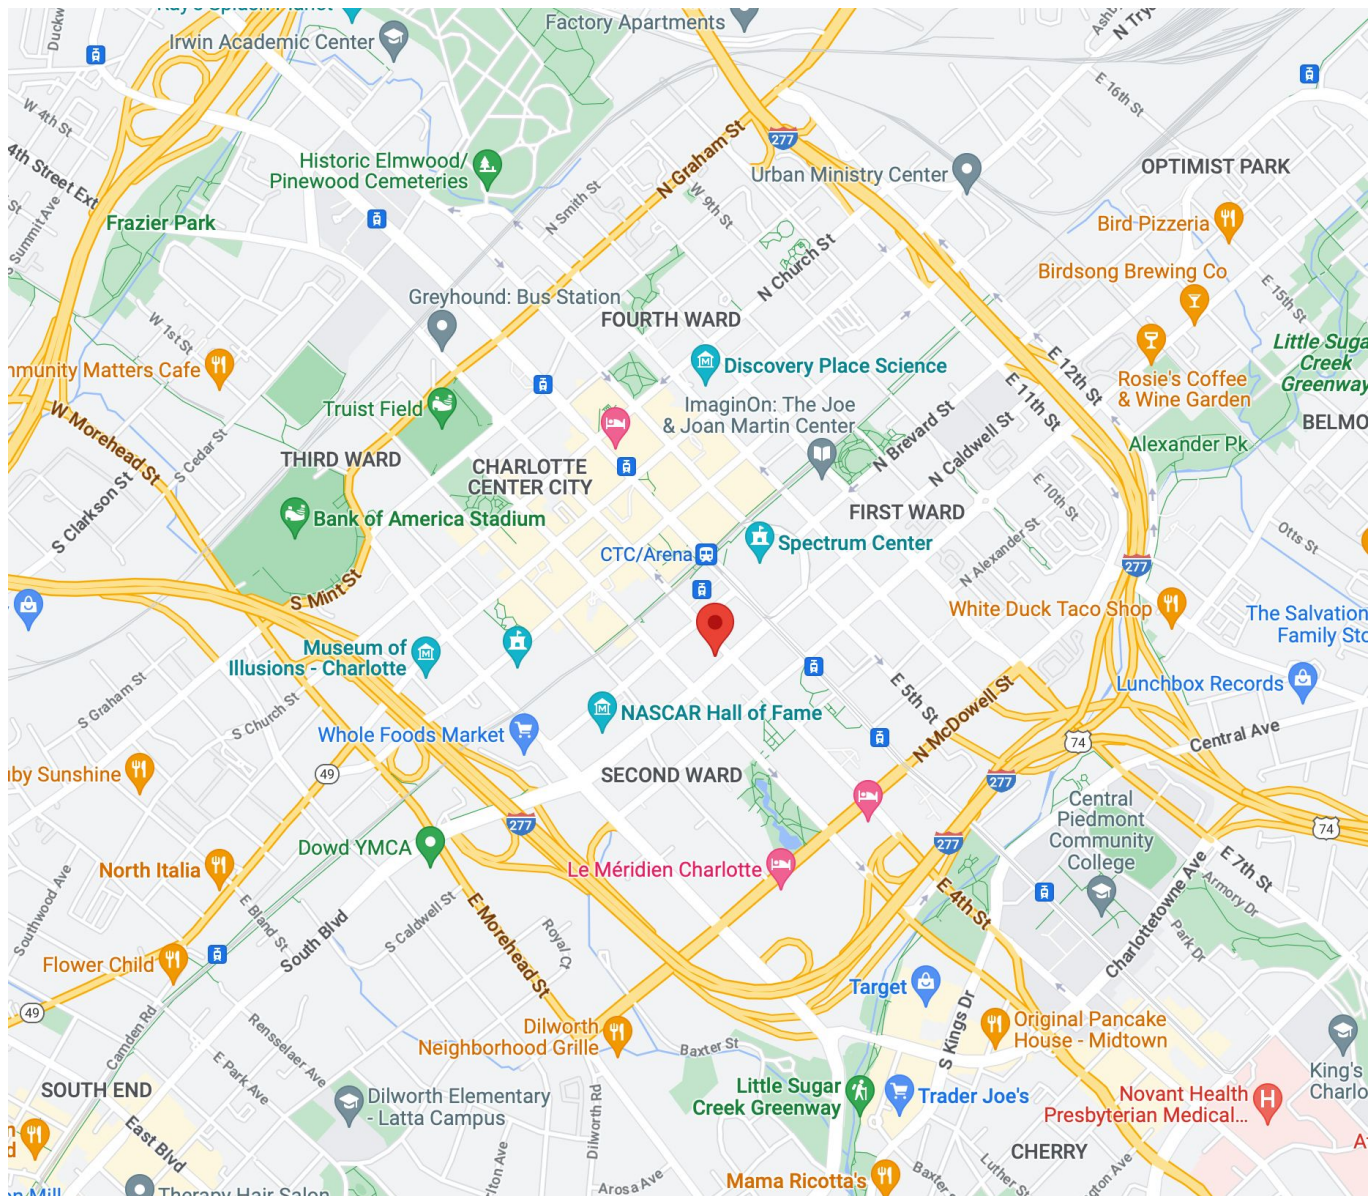 Factory Apartments
Irwin Academic Center
N Try
Duckw
W 4th St
E 16th St
4th Street Ext
Summit Ave
Frazier Park
Historic Elmwood/
Pinewood Cemeteries
N Smith St
N Graham St
W 9th St
277
Urban Ministry Center
OPTIMIST PARK
Bird Pizzeria
Birdsong Brewing Co
E 15th St
N Church St
Greyhound: Bus Station
FOURTH WARD
W 1st St
mmunity Matters Cafe
Discovery Place Science
E 12th St
E 11th St
Rosie's Coffee
& Wine Garden
Little Suga
Creek
Greenway
BELMO
Truist Field
ImaginOn: The Joe
& Joan Martin Center
N Brevard St
N Caldwell St
Alexander Pk
W Morehead St
S Cedar St
THIRD WARD
CHARLOTTE
CENTER CITY
S Clarkson St
Bank of America Stadium
FIRST WARD
E 10th St
N Alexander St
Otts St
CTC/Arena
Spectrum Center
277
S Mint St
White Duck Taco Shop
The Salvation
Family Sto
Museum of
Illusions - Charlotte
S Graham St
S Church St
E 5th St
N McDowell St
Lunchbox Records
Central Ave
NASCAR Hall of Fame
Whole Foods Market
74
uby Sunshine
49
SECOND WARD
277
277
Central
Piedmont
Community
College
74
277
Dowd YMCA
Le Méridien Charlotte
E 7th St
Armory Dr
Park Dr
North Italia
E 4th St
Charlottetowne Ave
Southwood Ave
E Bland St
South Blvd
S Caldwell St
E Morehead St
Royal Ct
Flower Child
49
Target
S Kings Dr
Original Pancake
House - Midtown
Camden Rd
Rensselaer Ave
E Park Ave
Dilworth
Neighborhood Grille
Baxter St
SOUTH END
Dilworth Elementary
- Latta Campus
Dilworth Rd
Little Sugar
Creek Greenway
Trader Joe's
Novant Health
Presbyterian Medical...
King's
Charlo
East Blvd
CHERRY
Luther St
Baxter
Arosa Ave
Mama Ricotta's
Therapy Hair Salon